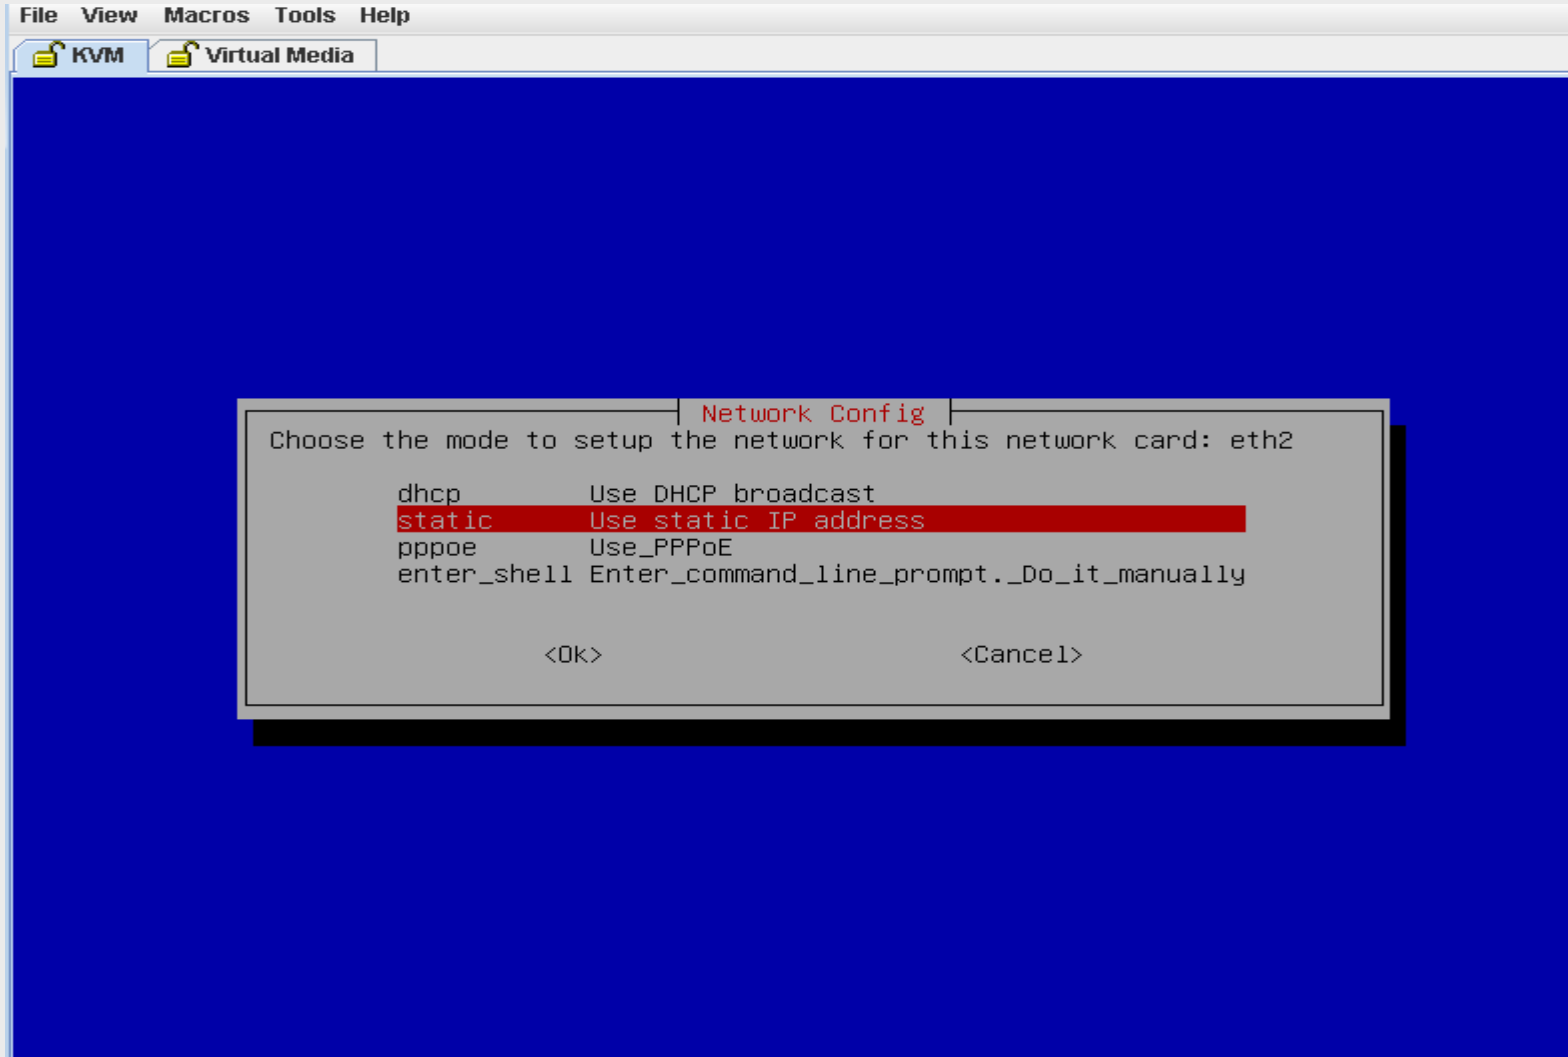 File View Macros Tools Help
KVM Virtual Media
Network Config
Choose the mode to setup the network for this network card: eth2
dhcp Use DHCP broadcast
static Use static IP address
pppoe Use_PPPoE
enter_shell Enter_command_line_prompt._Do_it_manually
<Ok> <Cancel>